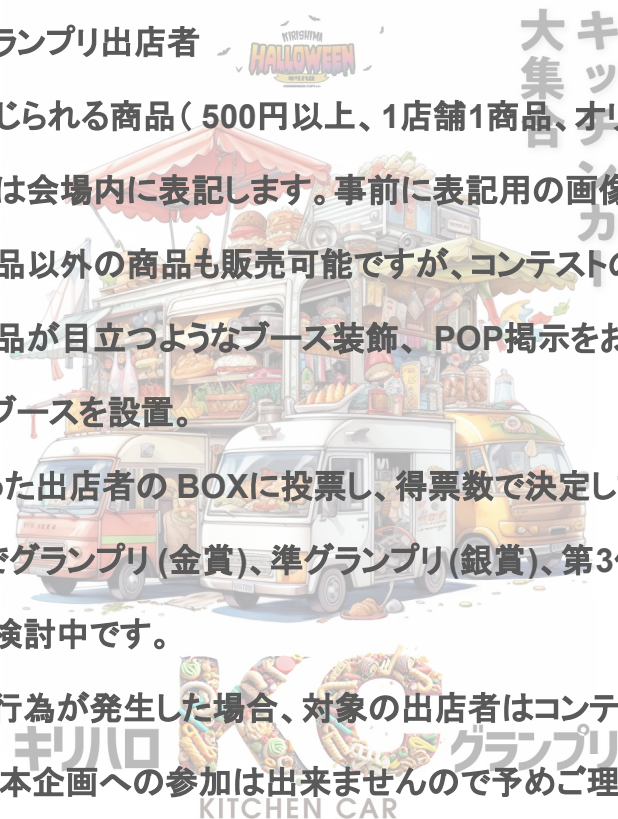 ランプリ出店者
KIRISHIMA
HALLOWEEN
キッチンカー
大集合
じられる商品( 500円以上、1店舗1商品、オリ
は会場内に表記します。事前に表記用の画像
品以外の商品も販売可能ですが、コンテストの
品が目立つようなブース装飾、POP掲示をお
ブースを設置。
った出店者の BOXに投票し、得票数で決定し
でグランプリ(金賞)、準グランプリ(銀賞)、第3
検討中です。
行為が発生した場合、対象の出店者はコンテ
キリハロ KC グランプリ
本企画への参加は出来ませんので予めご理
KITCHEN CAR